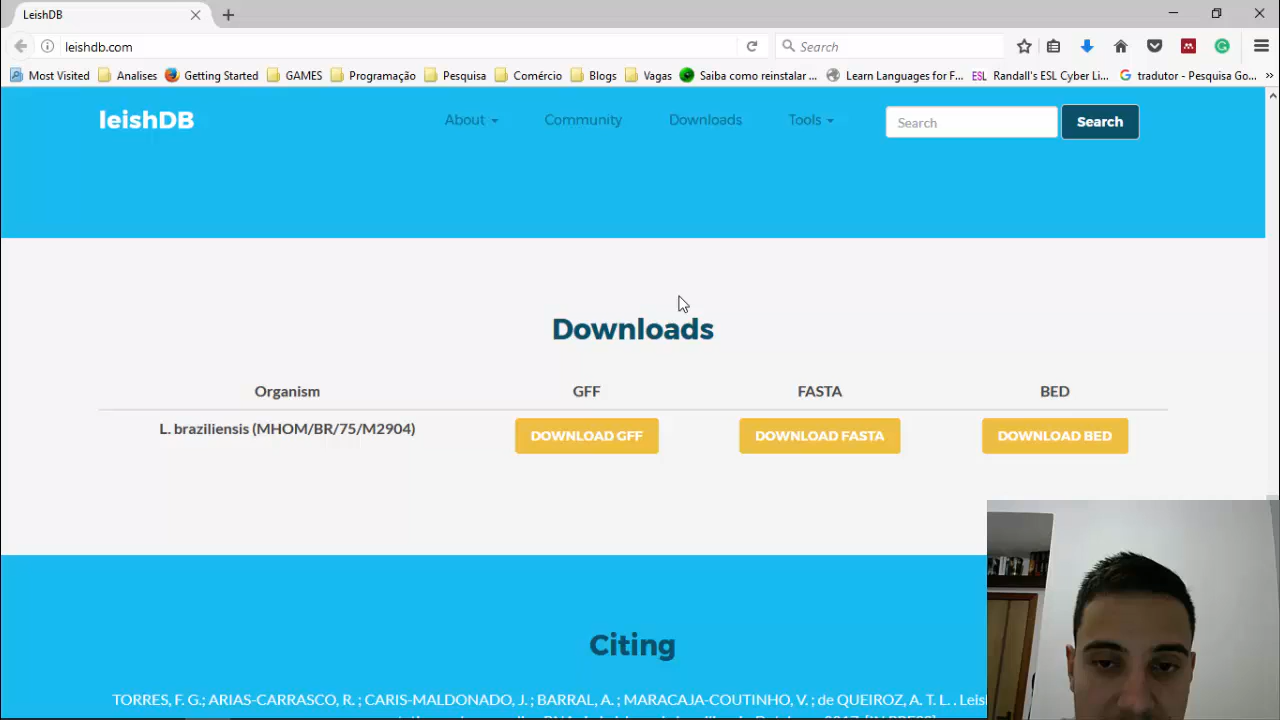 LeishDB
leishdb.com
Search
Most Visited Analises Getting Started GAMES Programação Pesquisa Comércio Blogs Vagas Saiba como reinstalar ... Learn Languages for F... ESL Randall's ESL Cyber Li... tradutor - Pesquisa Go...
leishDB About Community Downloads Tools Search Search
Downloads
Organism GFF FASTA BED
L. braziliensis (MHOM/BR/75/M2904) DOWNLOAD GFF DOWNLOAD FASTA DOWNLOAD BED
Citing
TORRES, F. G.; ARIAS-CARRASCO, R. ; CARIS-MALDONADO, J. ; BARRAL, A. ; MARACAJA-COUTINHO, V. ; de QUEIROZ, A. T. L. . Leis